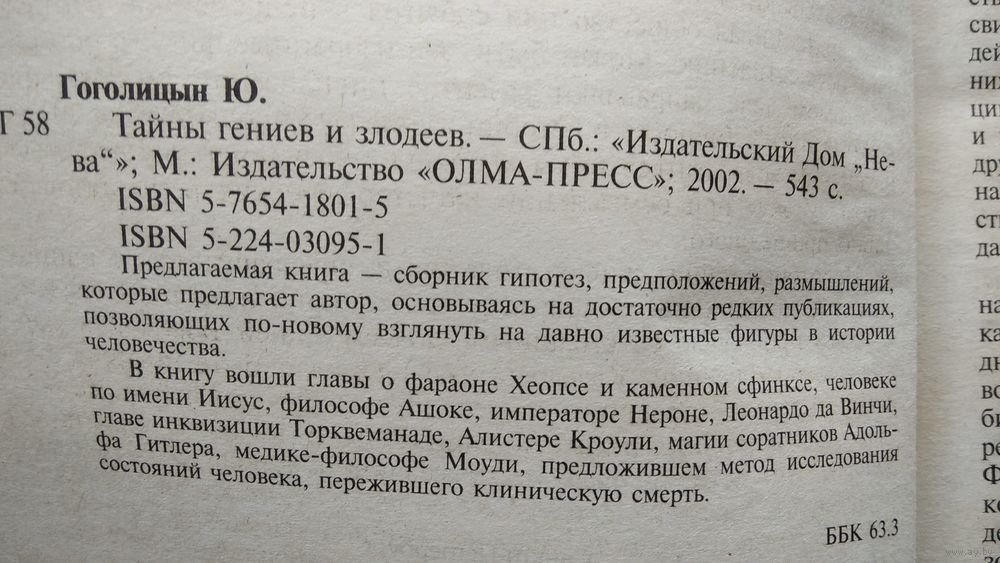 Гоголицын Ю.
Г 58
Тайны гениев и злодеев. — СПб.: «Издательский Дом „Не-
ва“»; М.: Издательство «ОЛМА-ПРЕСС»; 2002. — 543 с.
ISBN 5-7654-1801-5
ISBN 5-224-03095-1
Предлагаемая книга — сборник гипотез, предположений, размышлений,
которые предлагает автор, основываясь на достаточно редких публикациях,
позволяющих по-новому взглянуть на давно известные фигуры в истории
человечества.
В книгу вошли главы о фараоне Хеопсе и каменном сфинксе, человеке
по имени Иисус, философе Ашоке, императоре Нероне, Леонардо да Винчи,
главе инквизиции Торквеманаде, Алистере Кроули, магии соратников Адоль-
фа Гитлера, медике-философе Моуди, предложившем метод исследования
состояний человека, пережившего клиническую смерть.
ББК 63.3
www.ay.by